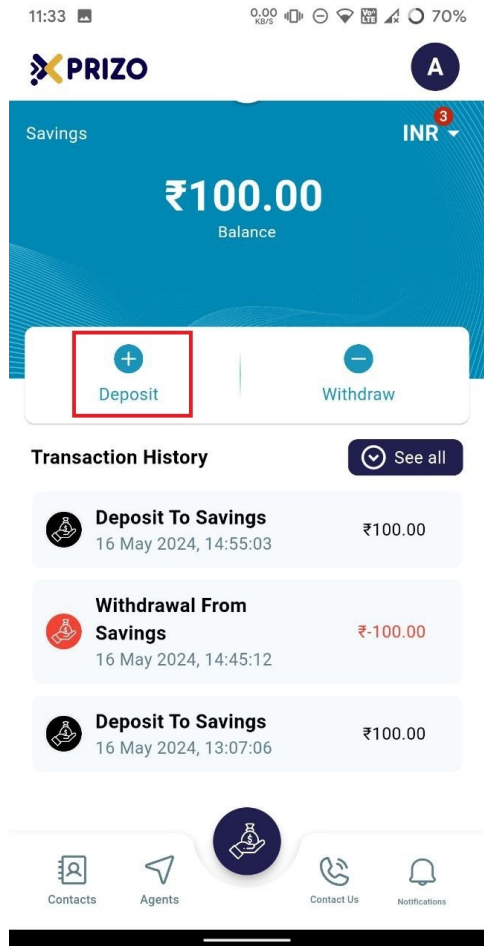 11:33 0.00 KB/S Vo) LTE 70%
PRIZO A
Savings INR 3
₹100.00
Balance
Deposit Withdraw
Transaction History See all
Deposit To Savings
16 May 2024, 14:55:03 ₹100.00
Withdrawal From
Savings ₹-100.00
16 May 2024, 14:45:12
Deposit To Savings
16 May 2024, 13:07:06 ₹100.00
Contacts Agents Contact Us Notifications